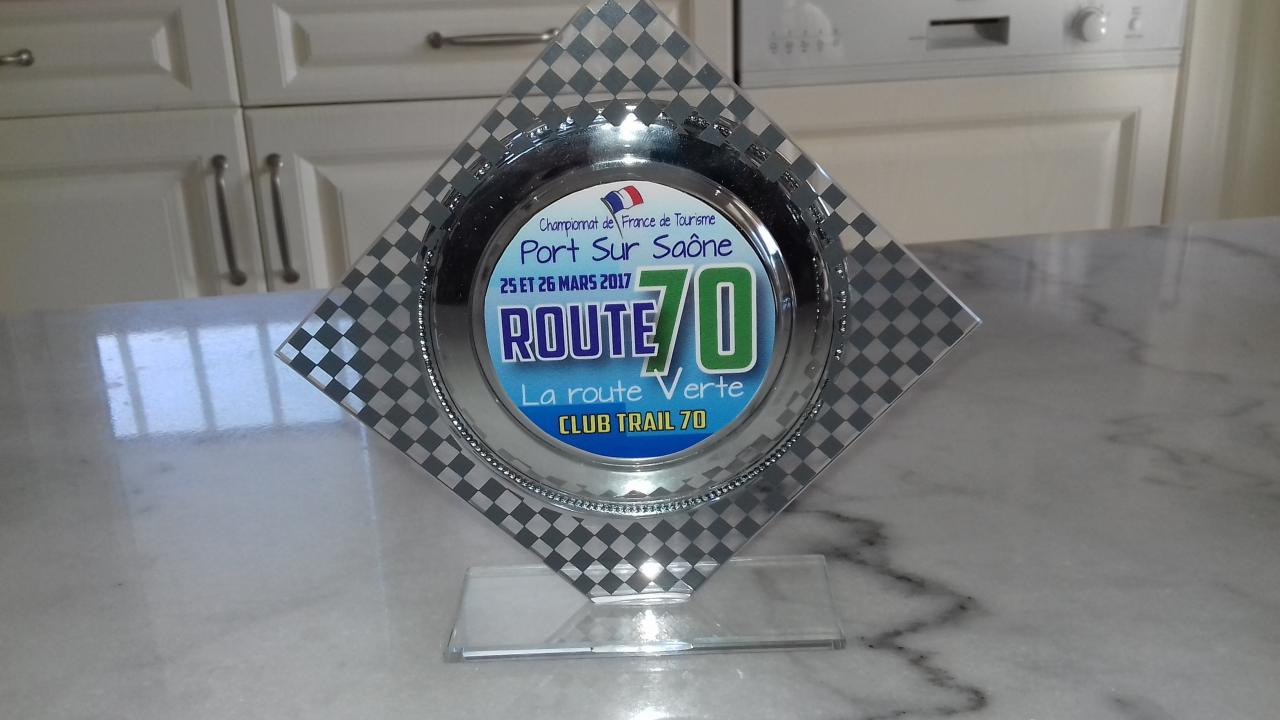 Championnat de France de Tourisme
Port Sur Saône
25 ET 26 MARS 2017
ROUTE 70
La route Verte
CLUB TRAIL 70